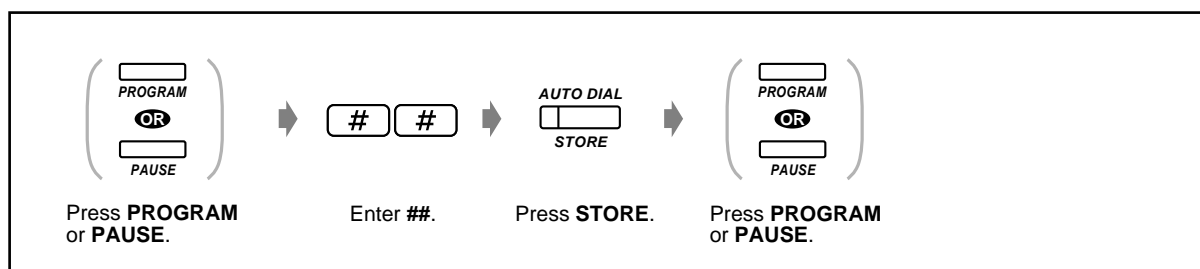 PROGRAM
OR
PAUSE
Press PROGRAM
or PAUSE.
# #
Enter ##.
AUTO DIAL
STORE
Press STORE.
PROGRAM
OR
PAUSE
Press PROGRAM
or PAUSE.